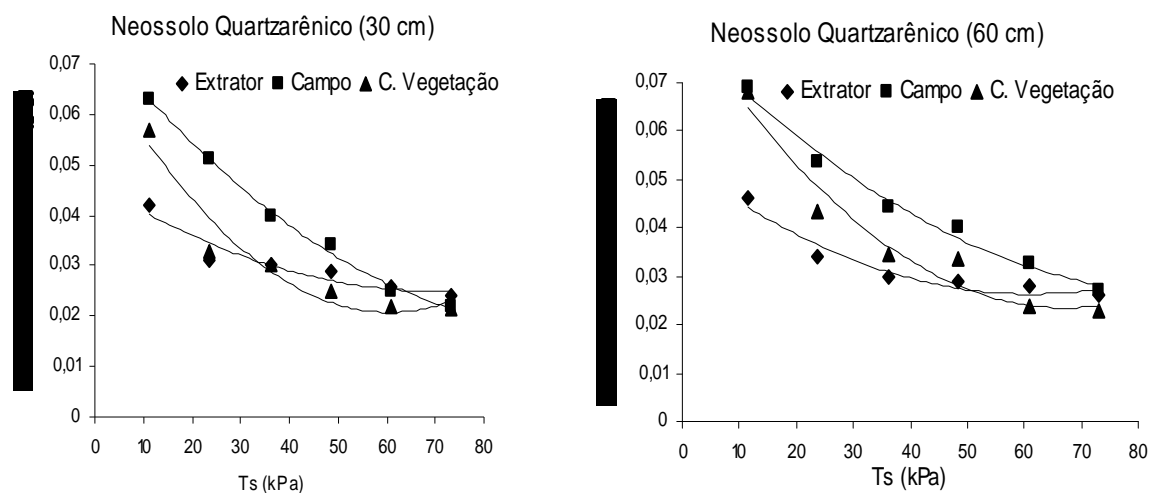 Neossolo Quartzarênico (30 cm)
0,07
0,06
0,05
0,04
0,03
0,02
0,01
0
Extrator Campo C. Vegetação
0 10 20 30 40 50 60 70 80
Ts (kPa)
Neossolo Quartzarênico (60 cm)
0,07
0,06
0,05
0,04
0,03
0,02
0,01
0
Extrator Campo C. Vegetação
0 10 20 30 40 50 60 70 80
Ts (kPa)